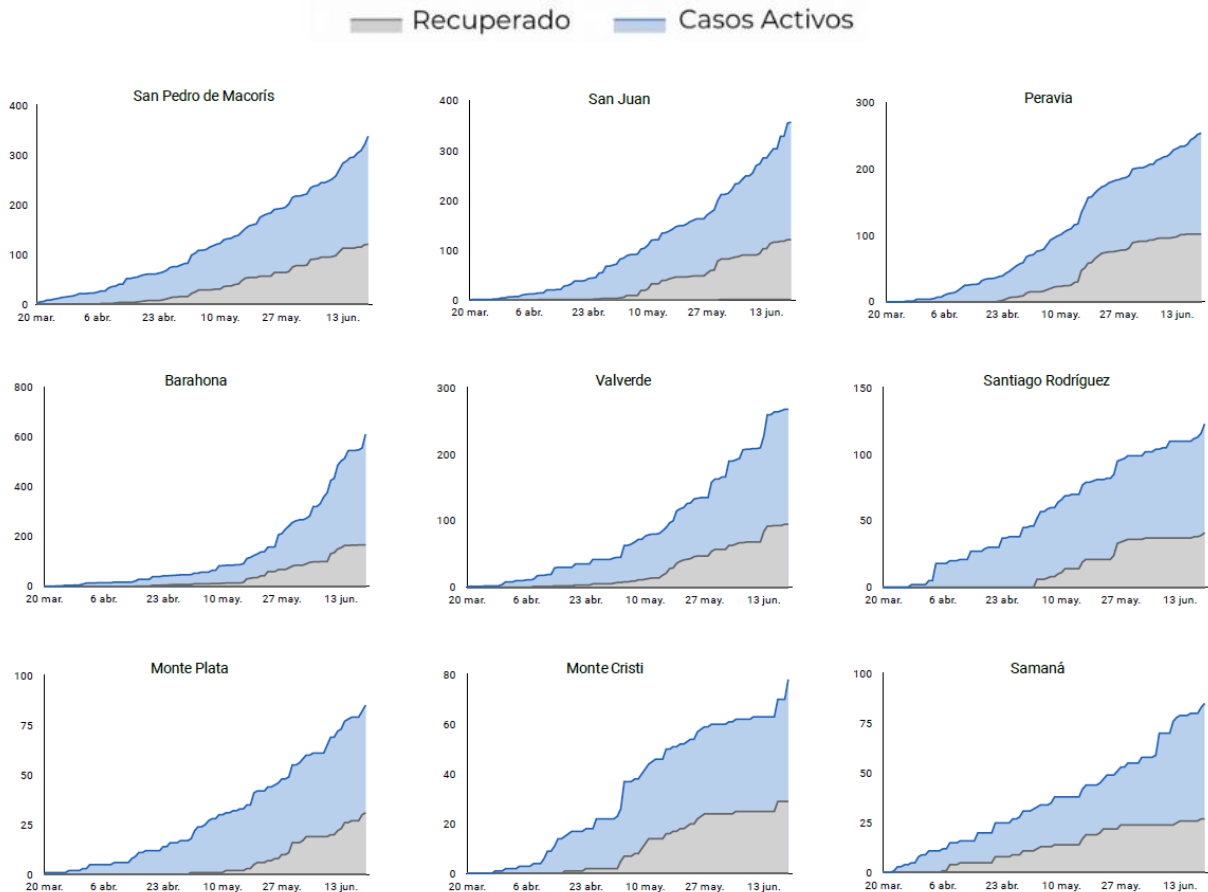 Recuperado Casos Activos
San Pedro de Macorís
400
300
200
100
0
20 mar. 6 abr. 23 abr. 10 may. 27 may. 13 jun.
San Juan
400
300
200
100
0
20 mar. 6 abr. 23 abr. 10 may. 27 may. 13 jun.
Peravia
300
200
100
0
20 mar. 6 abr. 23 abr. 10 may. 27 may. 13 jun.
Barahona
800
600
400
200
0
20 mar. 6 abr. 23 abr. 10 may. 27 may. 13 jun.
Valverde
300
200
100
0
20 mar. 6 abr. 23 abr. 10 may. 27 may. 13 jun.
Santiago Rodríguez
150
100
50
0
20 mar. 6 abr. 23 abr. 10 may. 27 may. 13 jun.
Monte Plata
100
75
50
25
0
20 mar. 6 abr. 23 abr. 10 may. 27 may. 13 jun.
Monte Cristi
80
60
40
20
0
20 mar. 6 abr. 23 abr. 10 may. 27 may. 13 jun.
Samaná
100
75
50
25
0
20 mar. 6 abr. 23 abr. 10 may. 27 may. 13 jun.